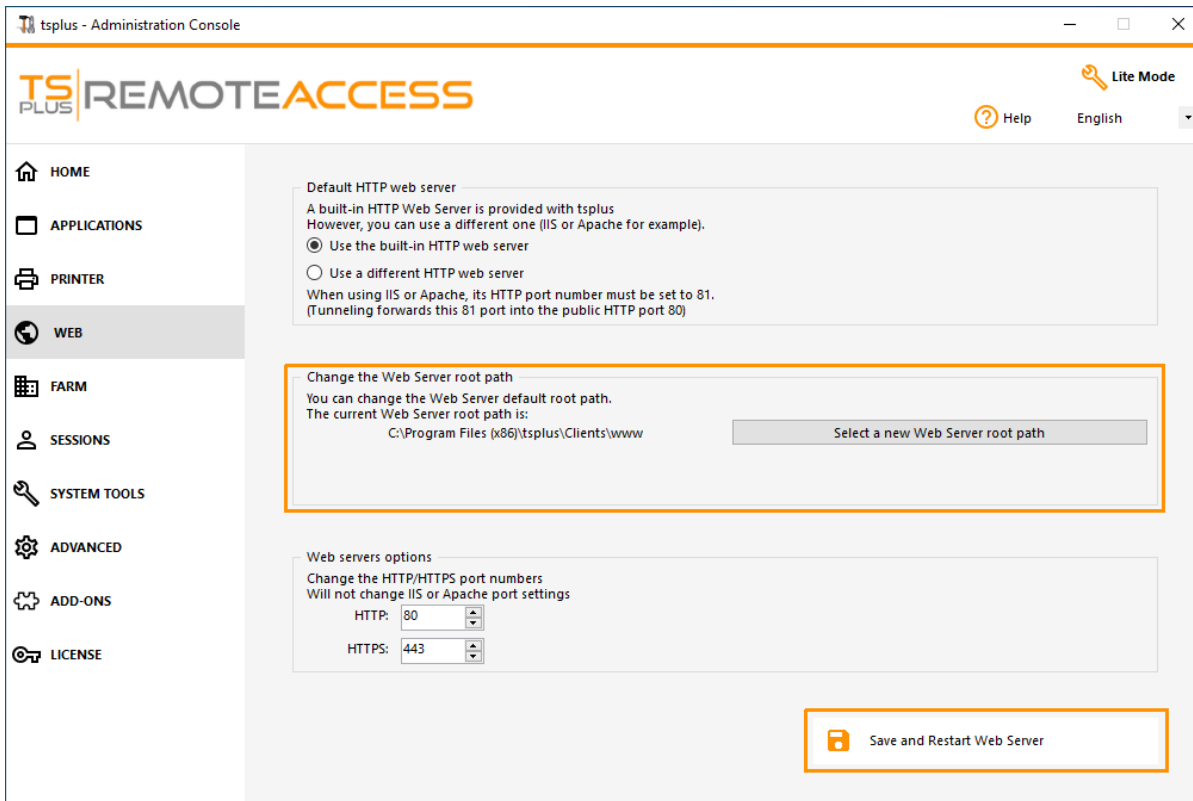 tsplus - Administration Console
TS PLUS REMOTEACCESS
Lite Mode
Help
English
HOME
APPLICATIONS
PRINTER
WEB
FARM
SESSIONS
SYSTEM TOOLS
ADVANCED
ADD-ONS
LICENSE
Default HTTP web server
A built-in HTTP Web Server is provided with tsplus
However, you can use a different one (IIS or Apache for example).
Use the built-in HTTP web server
Use a different HTTP web server
When using IIS or Apache, its HTTP port number must be set to 81.
(Tunneling forwards this 81 port into the public HTTP port 80)
Change the Web Server root path
You can change the Web Server default root path.
The current Web Server root path is:
C:\Program Files (x86)\tsplus\Clients\www
Select a new Web Server root path
Web servers options
Change the HTTP/HTTPS port numbers
Will not change IIS or Apache port settings
HTTP: 80
HTTPS: 443
Save and Restart Web Server